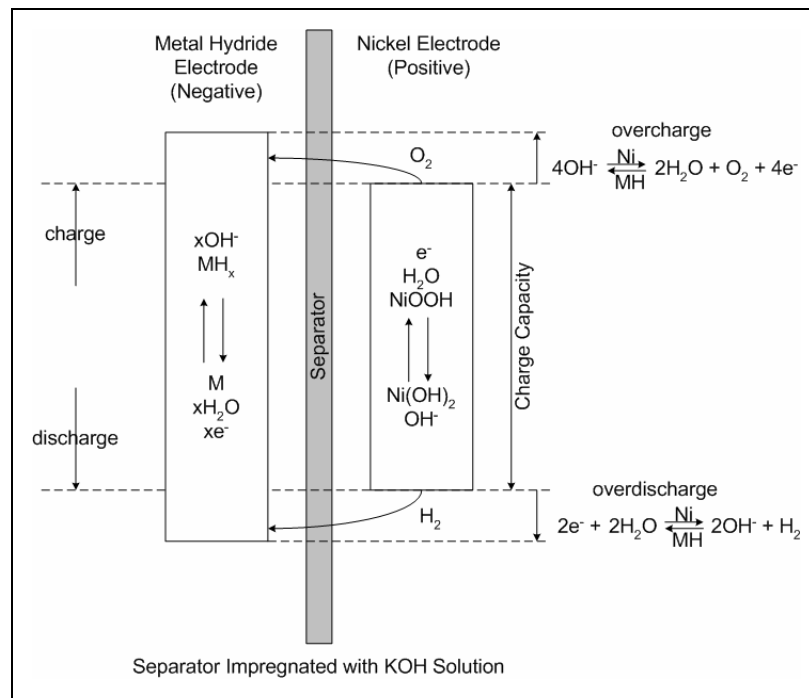 Metal Hydride
Electrode
(Negative)
Nickel Electrode
(Positive)
overcharge
4OH⁻ Ni 2H₂O + O₂ + 4e⁻
MH
O₂
charge
xOH⁻
MHₓ
M
xH₂O
xe⁻
discharge
Separator
e⁻
H₂O
NiOOH
Ni(OH)₂
OH⁻
Charge Capacity
H₂
overdischarge
2e⁻ + 2H₂O Ni 2OH⁻ + H₂
MH
Separator Impregnated with KOH Solution